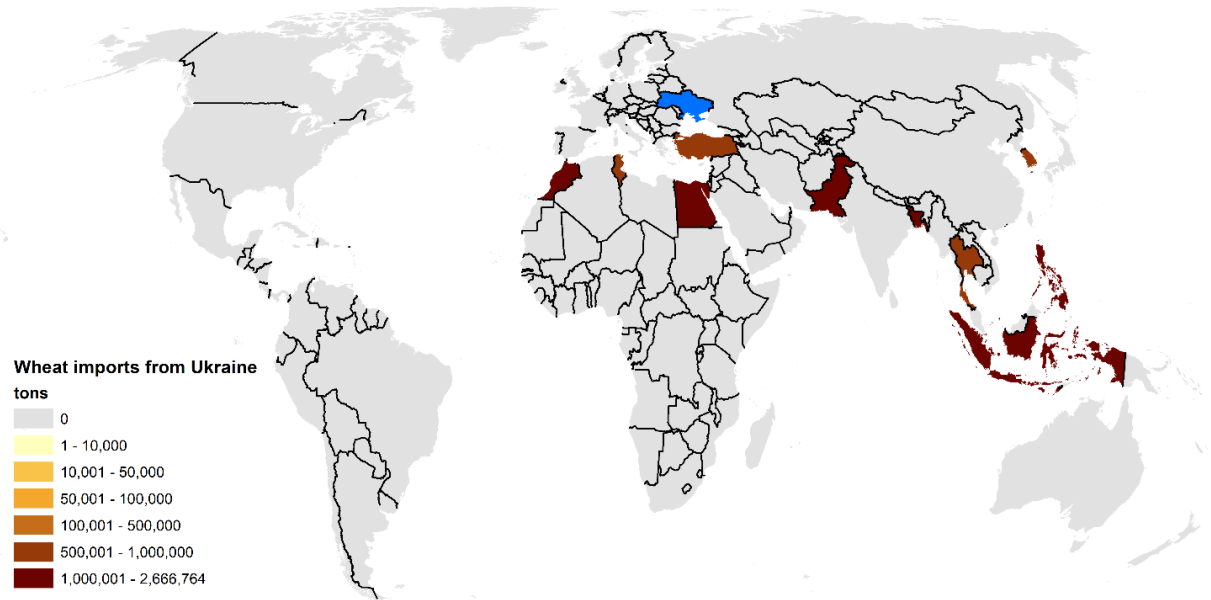 Wheat imports from Ukraine
tons
0
1 - 10,000
10,001 - 50,000
50,001 - 100,000
100,001 - 500,000
500,001 - 1,000,000
1,000,001 - 2,666,764